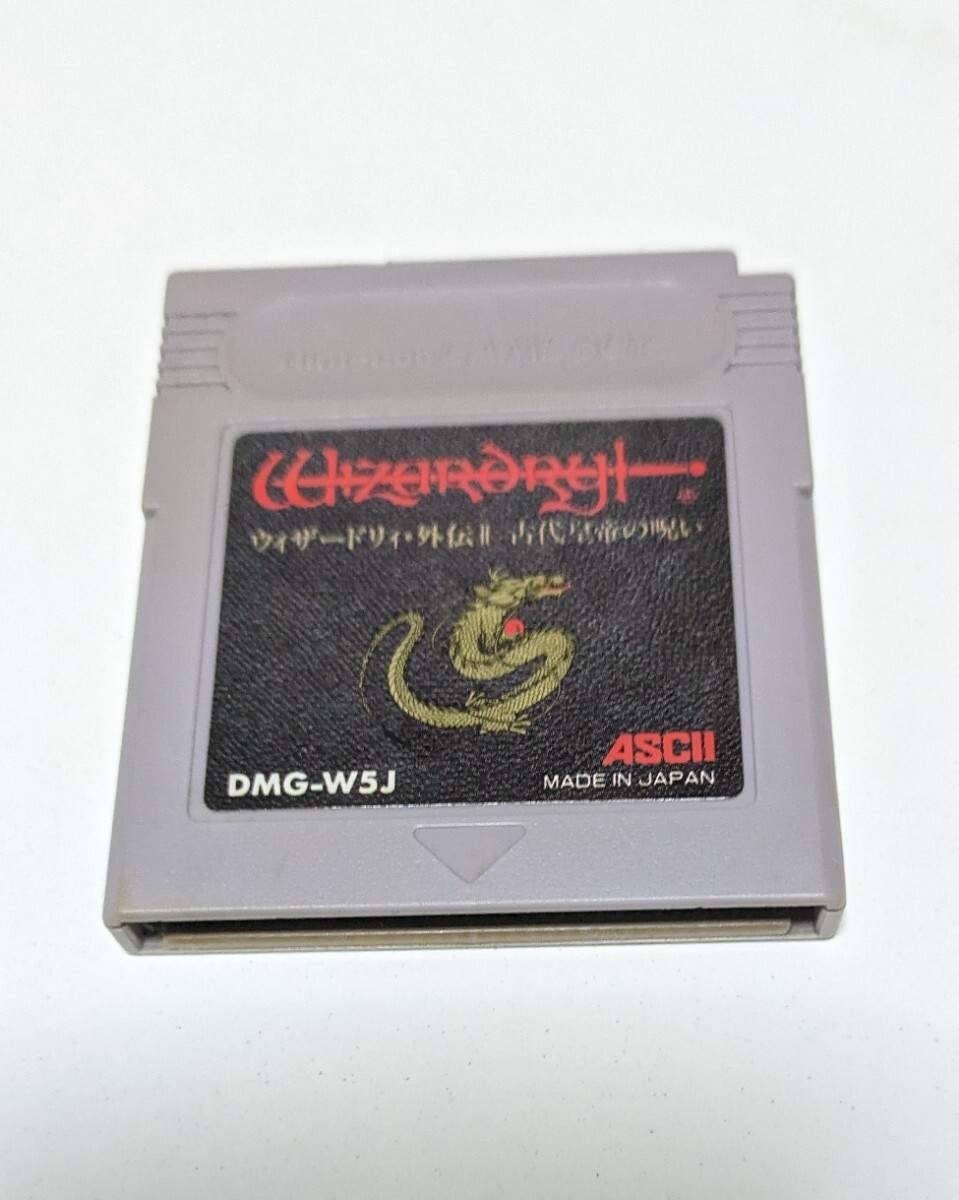 Nintendo GAME BOY
Wizardry
ウィザードリィ・外伝II 古代皇帝の呪い
ASCII
DMG-W5J
MADE IN JAPAN